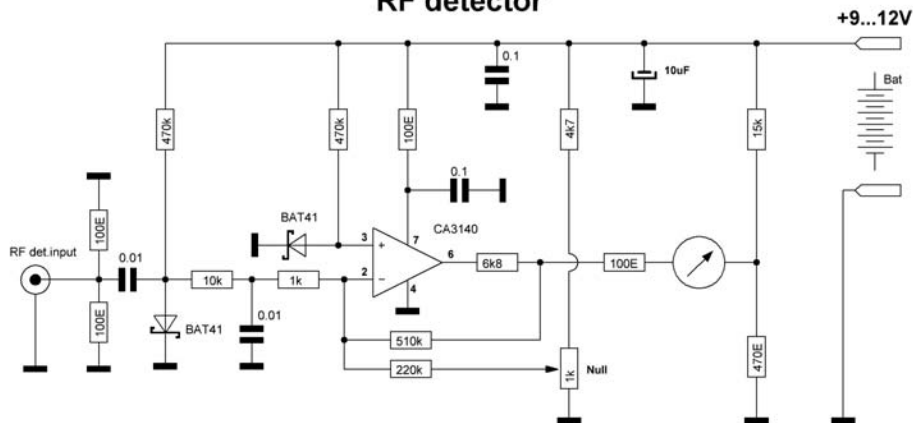 RF detector
+9...12V
0.1
10uF
Bat
470k
470k
100E
4k7
15k
0.1
BAT41
CA3140
100E
RF det.input
0.01
3
+
7
6
2
−
4
10k
1k
6k8
100E
0.01
BAT41
100E
510k
220k
1k
Null
470E